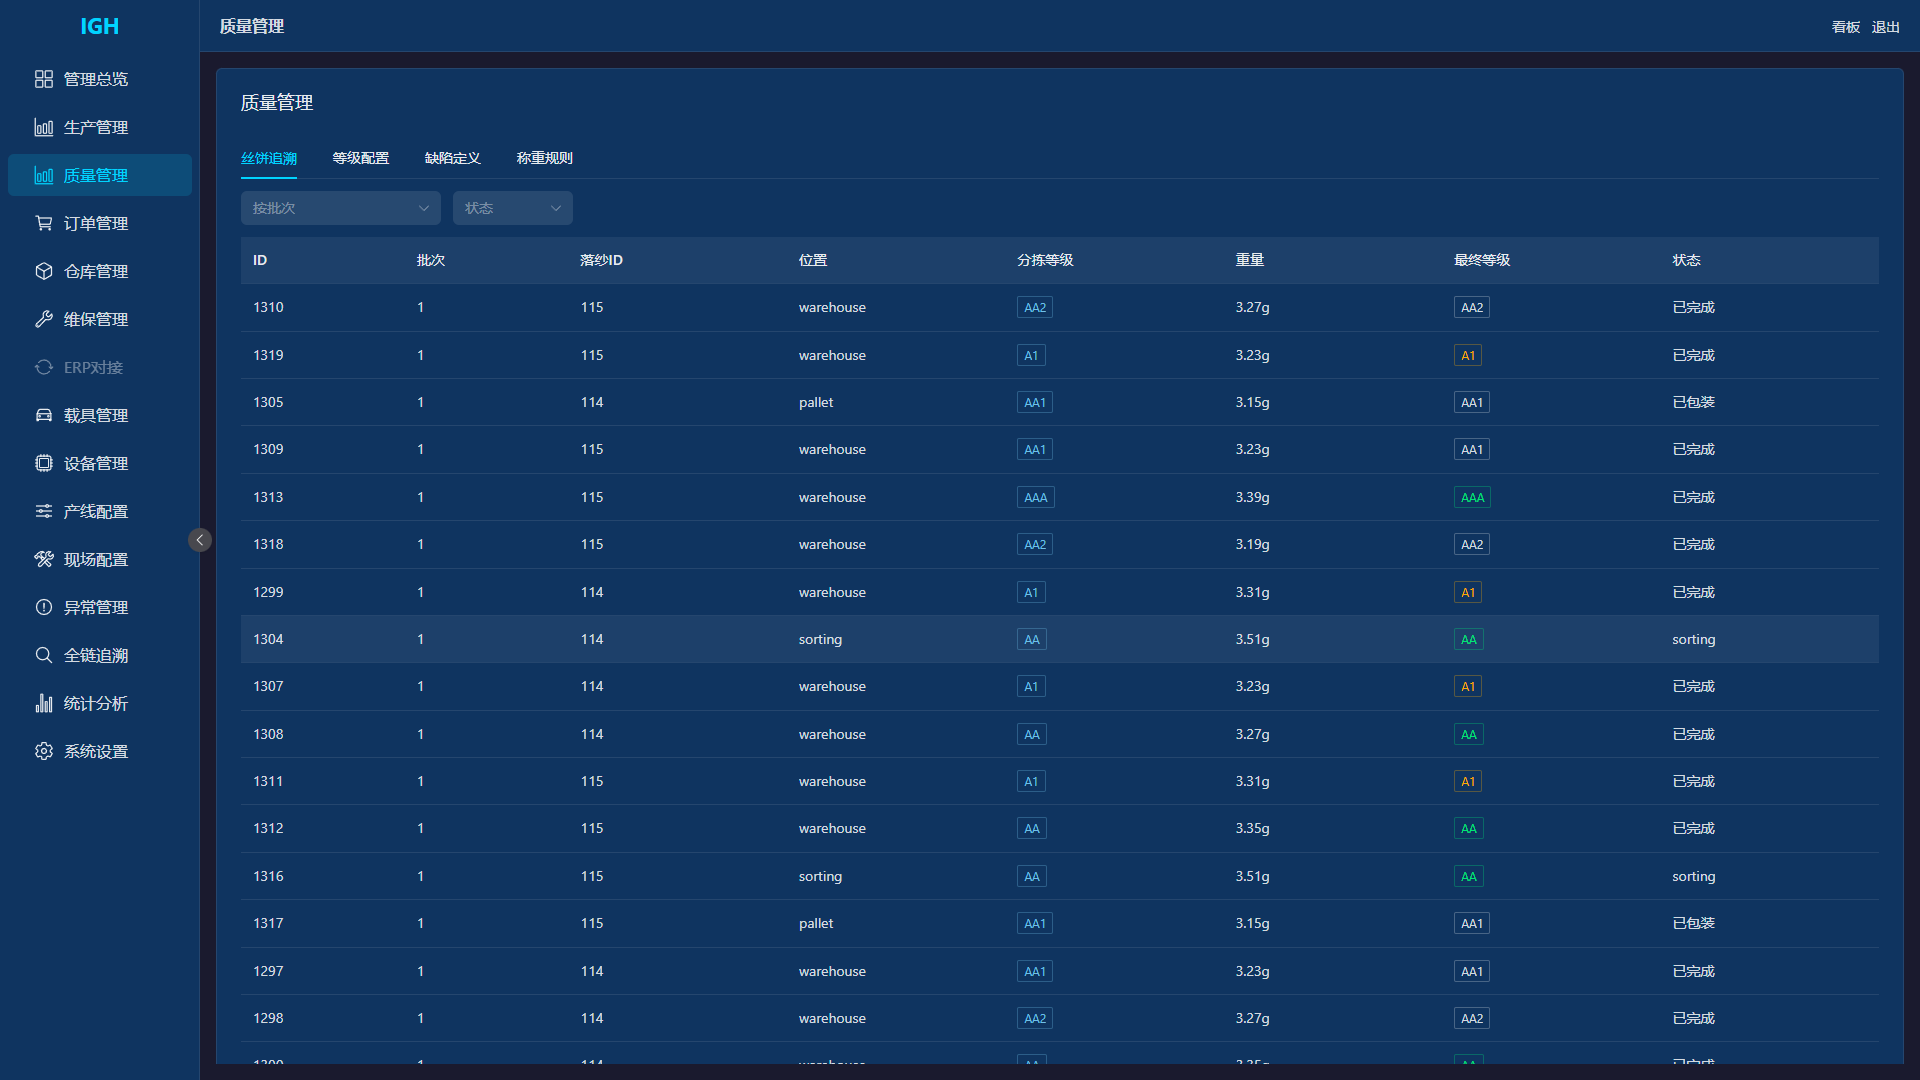 IGH
质量管理
看板 退出
管理总览
生产管理
质量管理
订单管理
仓库管理
维保管理
ERP对接
载具管理
设备管理
产线配置
现场配置
异常管理
全链追溯
统计分析
系统设置
质量管理
丝饼追溯 等级配置 缺陷定义 称重规则
按批次 状态
ID 批次 落纱ID 位置 分拣等级 重量 最终等级 状态
1310 1 115 warehouse AA2 3.27g AA2 已完成
1319 1 115 warehouse A1 3.23g A1 已完成
1305 1 114 pallet AA1 3.15g AA1 已包装
1309 1 115 warehouse AA1 3.23g AA1 已完成
1313 1 115 warehouse AAA 3.39g AAA 已完成
1318 1 115 warehouse AA2 3.19g AA2 已完成
1299 1 114 warehouse A1 3.31g A1 已完成
1304 1 114 sorting AA 3.51g AA sorting
1307 1 114 warehouse A1 3.23g A1 已完成
1308 1 114 warehouse AA 3.27g AA 已完成
1311 1 115 warehouse A1 3.31g A1 已完成
1312 1 115 warehouse AA 3.35g AA 已完成
1316 1 115 sorting AA 3.51g AA sorting
1317 1 115 pallet AA1 3.15g AA1 已包装
1297 1 114 warehouse AA1 3.23g AA1 已完成
1298 1 114 warehouse AA2 3.27g AA2 已完成